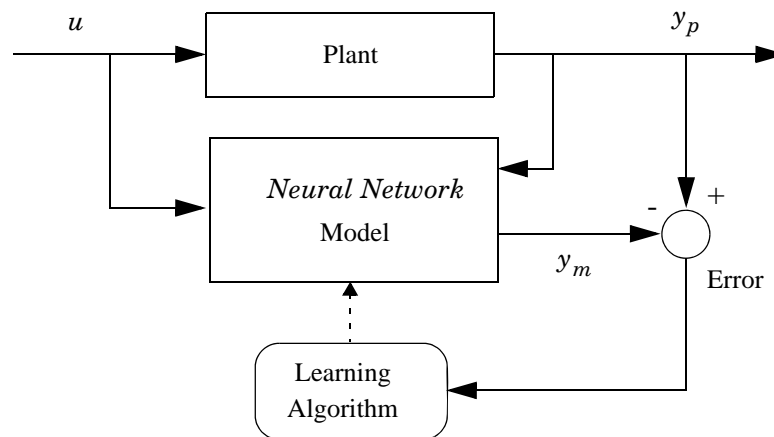 u
y_p
Plant
Neural Network
Model
-
+
y_m
Error
Learning
Algorithm